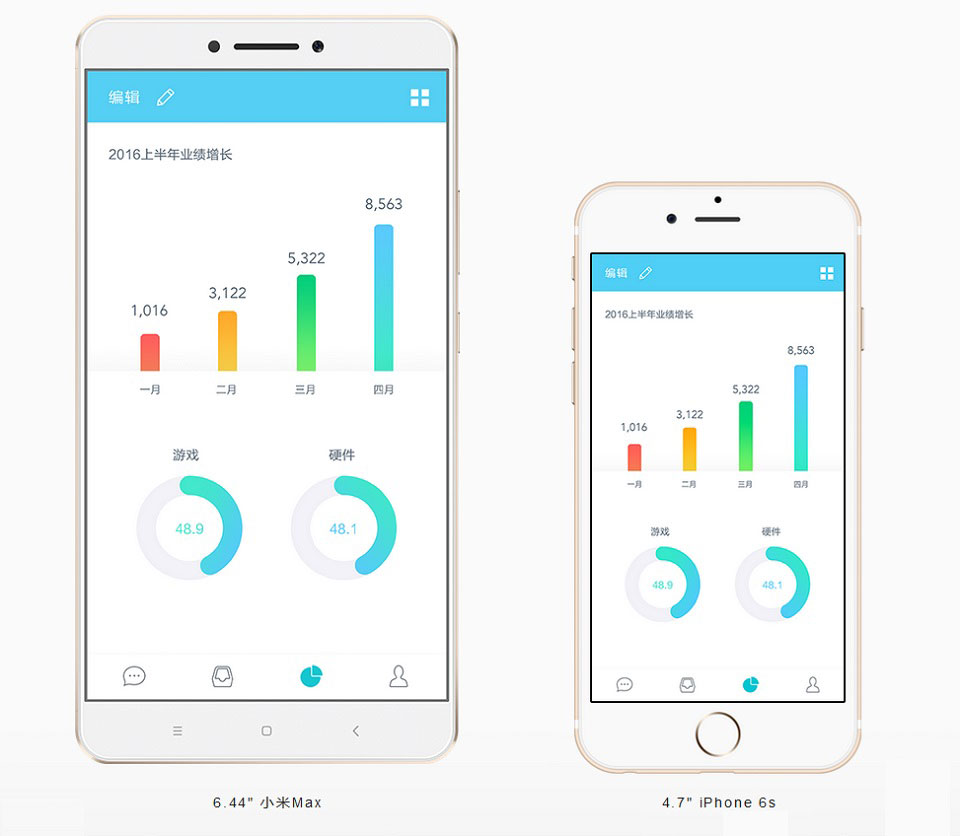 编辑
2016上半年业绩增长
8,563
5,322
3,122
1,016
一月 二月 三月 四月
游戏 硬件
48.9 48.1
6.44" 小米Max
编辑
2016上半年业绩增长
8,563
5,322
3,122
1,016
一月 二月 三月 四月
游戏 硬件
48.9 48.1
4.7" iPhone 6s